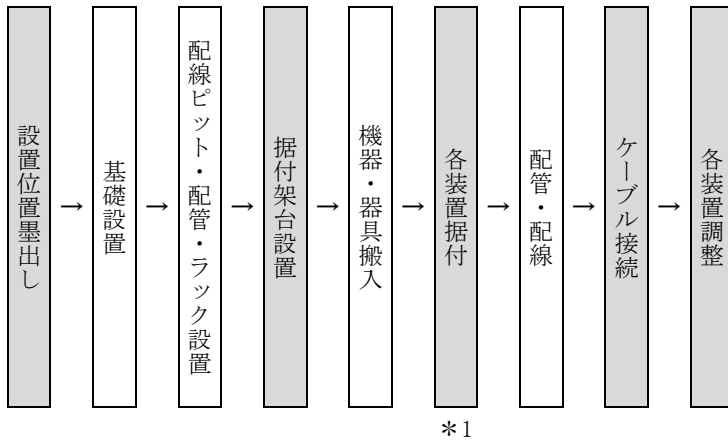 設置位置墨出し
→
基礎設置
→
配線ピット・配管・ラック設置
→
据付架台設置
→
機器・器具搬入
→
各装置据付
→
配管・配線
→
ケーブル接続
→
各装置調整
＊1